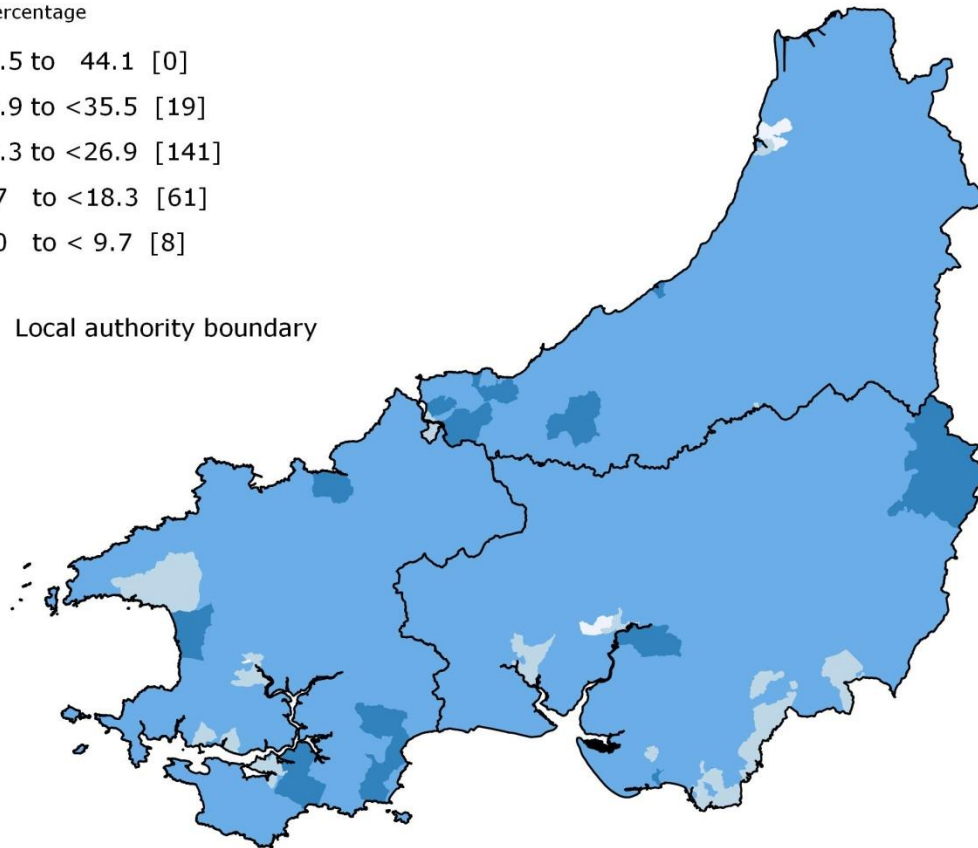 ercentage
.5 to 44.1 [0]
.9 to <35.5 [19]
.3 to <26.9 [141]
7 to <18.3 [61]
0 to < 9.7 [8]
Local authority boundary